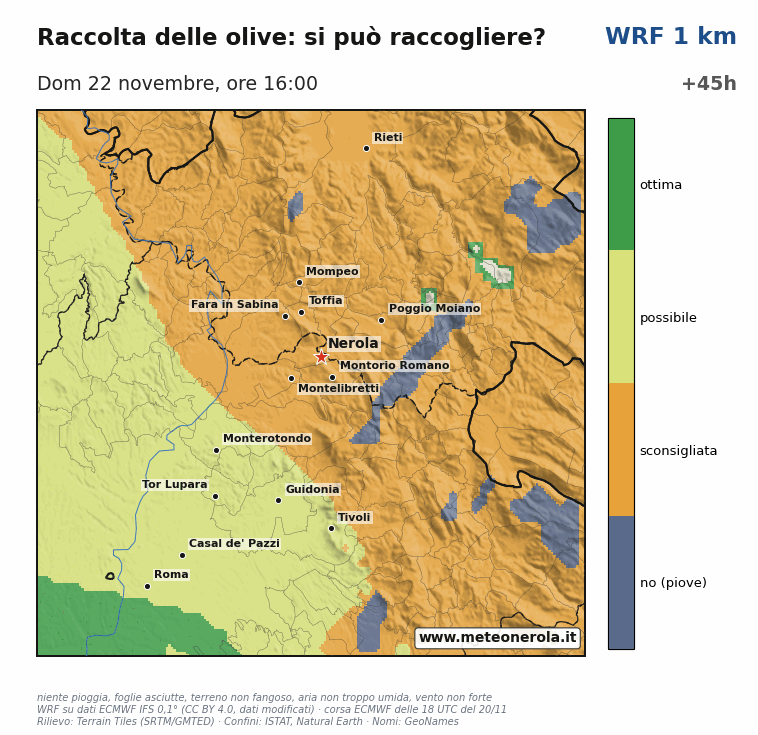 Raccolta delle olive: si può raccogliere?
WRF 1 km
Dom 22 novembre, ore 16:00
+45h
Rieti
ottima
Mompeo
Toffia
Fara in Sabina
Poggio Moiano
possibile
Nerola
Montorio Romano
Montelibretti
Monterotondo
sconsigliata
Tor Lupara
Guidonia
Tivoli
Casal de' Pazzi
Roma
no (piove)
www.meteonerola.it
niente pioggia, foglie asciutte, terreno non fangoso, aria non troppo umida, vento non forte
WRF su dati ECMWF IFS 0,1° (CC BY 4.0, dati modificati) · corsa ECMWF delle 18 UTC del 20/11
Rilievo: Terrain Tiles (SRTM/GMTED) · Confini: ISTAT, Natural Earth · Nomi: GeoNames